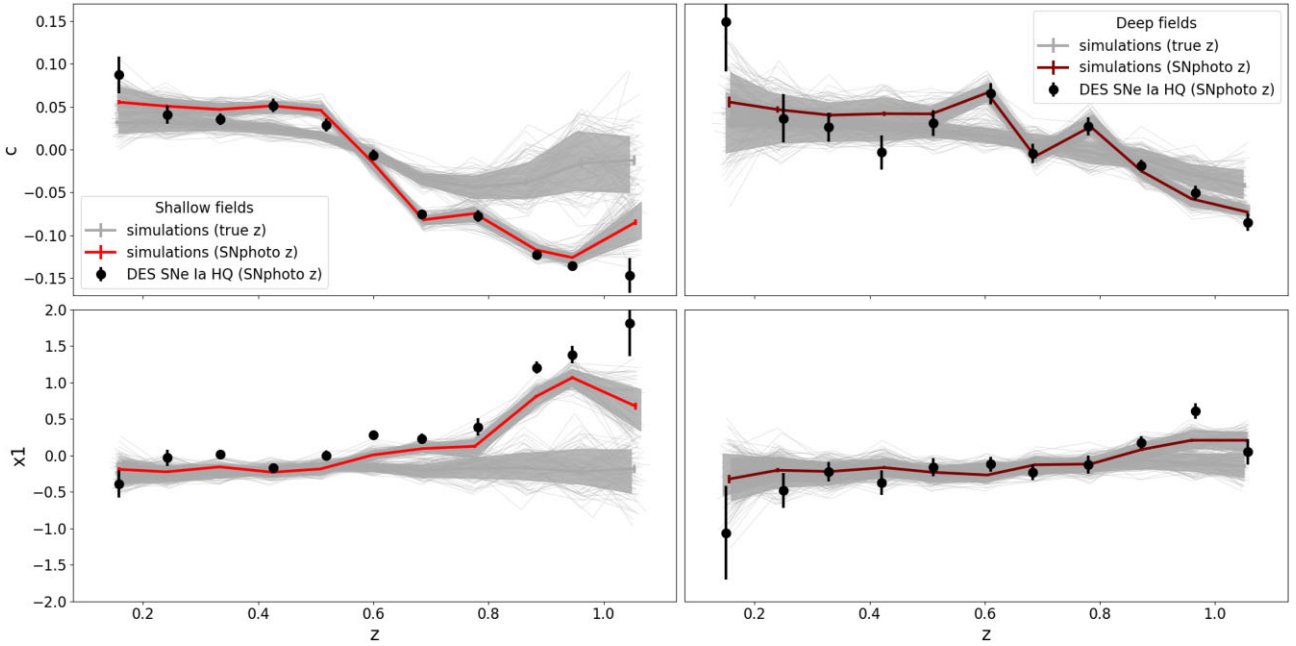 0.15
0.10
0.05
0.00
−0.05
−0.10
−0.15
c
Shallow fields
simulations (true z)
simulations (SNphoto z)
DES SNe Ia HQ (SNphoto z)
Deep fields
simulations (true z)
simulations (SNphoto z)
DES SNe Ia HQ (SNphoto z)
2.0
1.5
1.0
0.5
0.0
−0.5
−1.0
−1.5
−2.0
x1
0.2 0.4 0.6 0.8 1.0
z
0.2 0.4 0.6 0.8 1.0
z